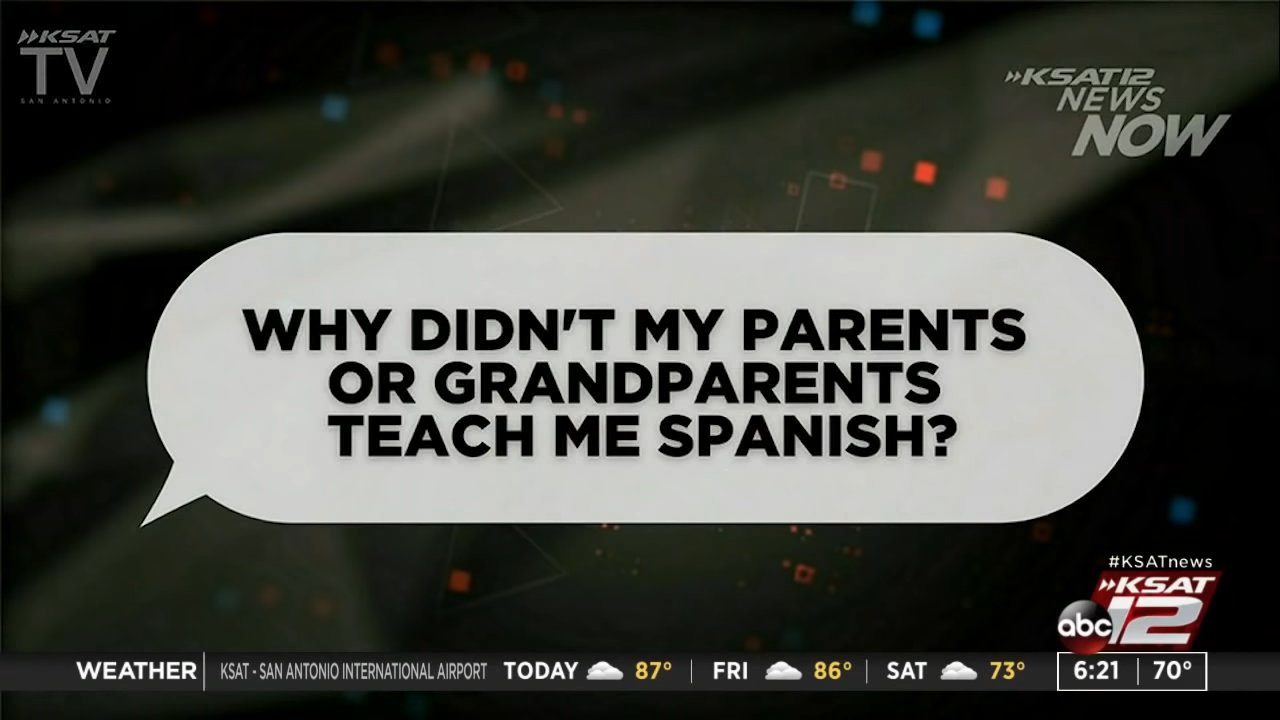 KSAT
TV
SAN ANTONIO
KSAT12
NEWS
NOW
WHY DIDN'T MY PARENTS
OR GRANDPARENTS
TEACH ME SPANISH?
#KSATnews
KSAT
abc 12
WEATHER KSAT - SAN ANTONIO INTERNATIONAL AIRPORT TODAY 87° FRI 86° SAT 73° 6:21 70°